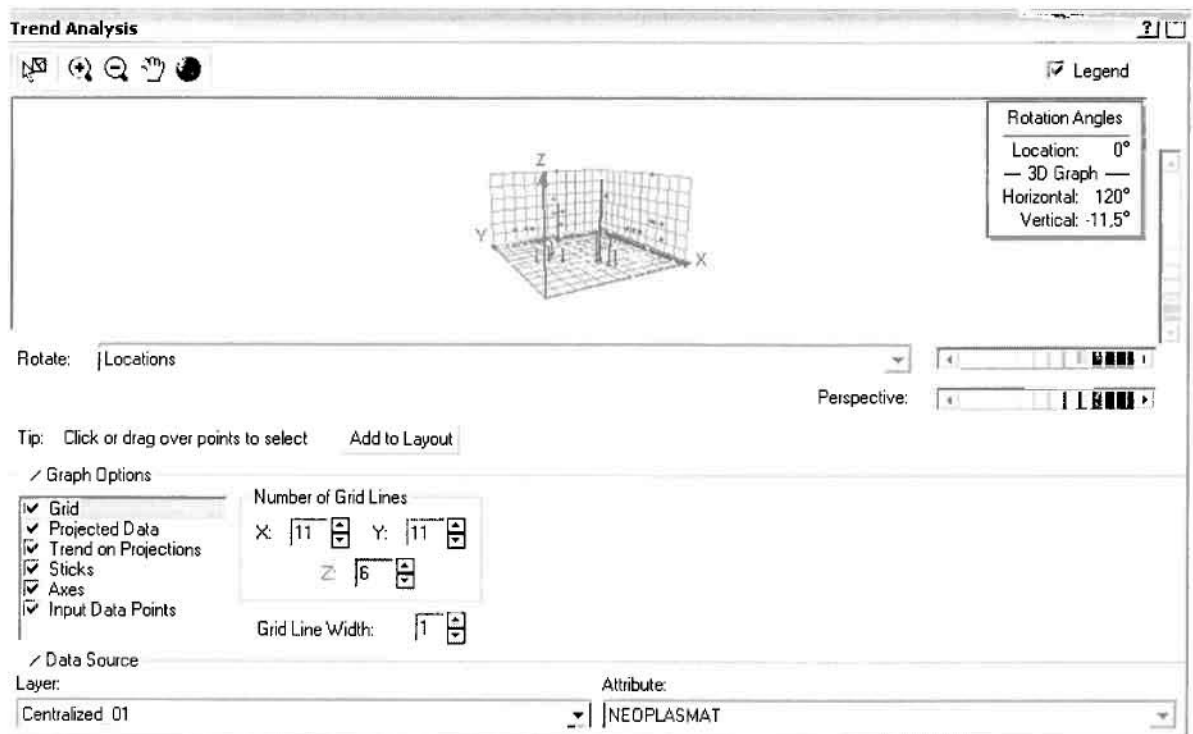 Trend Analysis
Legend
Rotation Angles
Location: 0°
3D Graph
Horizontal: 120°
Vertical: -11,5°
Z
Y
X
Rotate: Locations
Perspective:
Tip: Click or drag over points to select Add to Layout
Graph Options
Grid
Projected Data
Trend on Projections
Sticks
Axes
Input Data Points
Number of Grid Lines
X: 11 Y: 11
Z: 6
Grid Line Width: 1
Data Source
Layer: Attribute:
Centralized 01 NEOPLASMAT